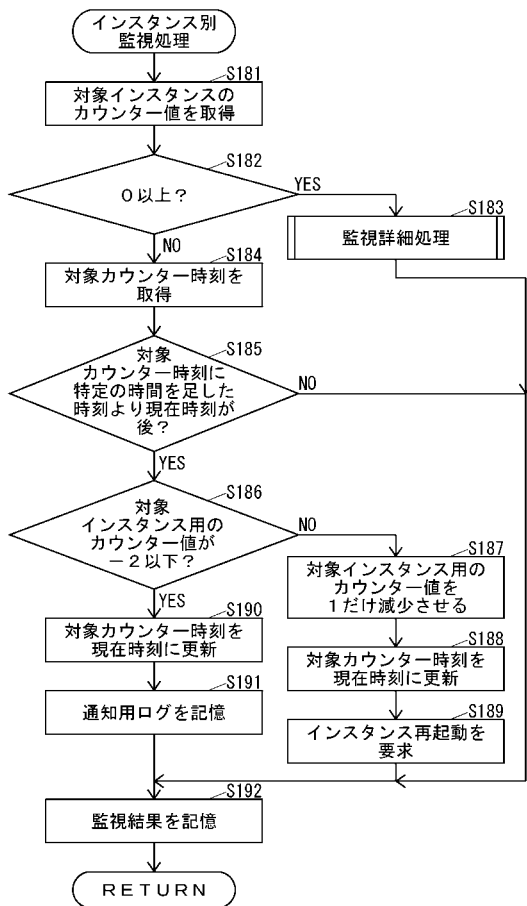 インスタンス別
監視処理
S181
対象インスタンスの
カウンター値を取得
S182
0以上?
YES
S183
監視詳細処理
NO
S184
対象カウンター時刻を
取得
S185
対象
カウンター時刻に
特定の時間を足した
時刻より現在時刻が
後?
NO
YES
S186
対象
インスタンス用の
カウンター値が
-2以下?
NO
S187
対象インスタンス用の
カウンター値を
1だけ減少させる
YES
S190
対象カウンター時刻を
現在時刻に更新
S188
対象カウンター時刻を
現在時刻に更新
S191
通知用ログを記憶
S189
インスタンス再起動を
要求
S192
監視結果を記憶
RETURN